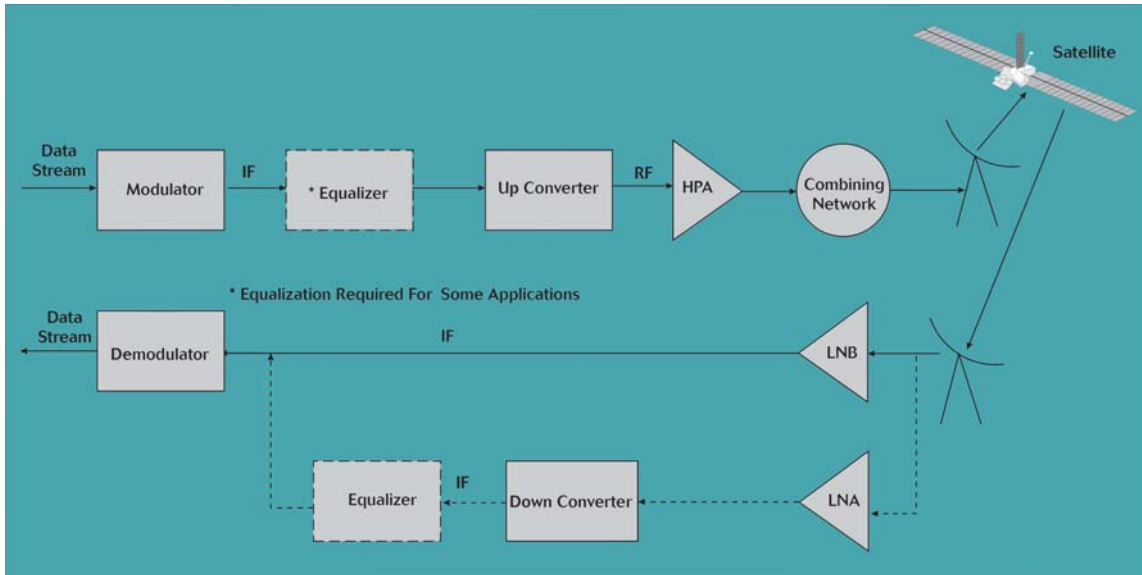 Satellite
Data
Stream
Modulator
IF
* Equalizer
Up Converter
RF
HPA
Combining
Network
* Equalization Required For Some Applications
Data
Stream
Demodulator
IF
LNB
Equalizer
IF
Down Converter
LNA